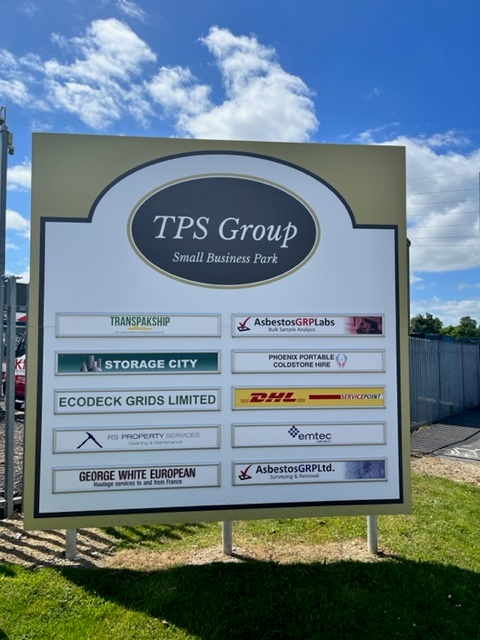 TPS Group
Small Business Park
TRANSPAKSHIP
STORAGE CITY
ECODECK GRIDS LIMITED
RS PROPERTY SERVICES
Cleaning & Maintenance
GEORGE WHITE EUROPEAN
Haulage services to and from France
AsbestosGRPLabs
Bulk Sample Analysis
PHOENIX PORTABLE
COLDSTORE HIRE
DHL SERVICEPOINT
emtec
AsbestosGRPLtd.
Surveying & Removal